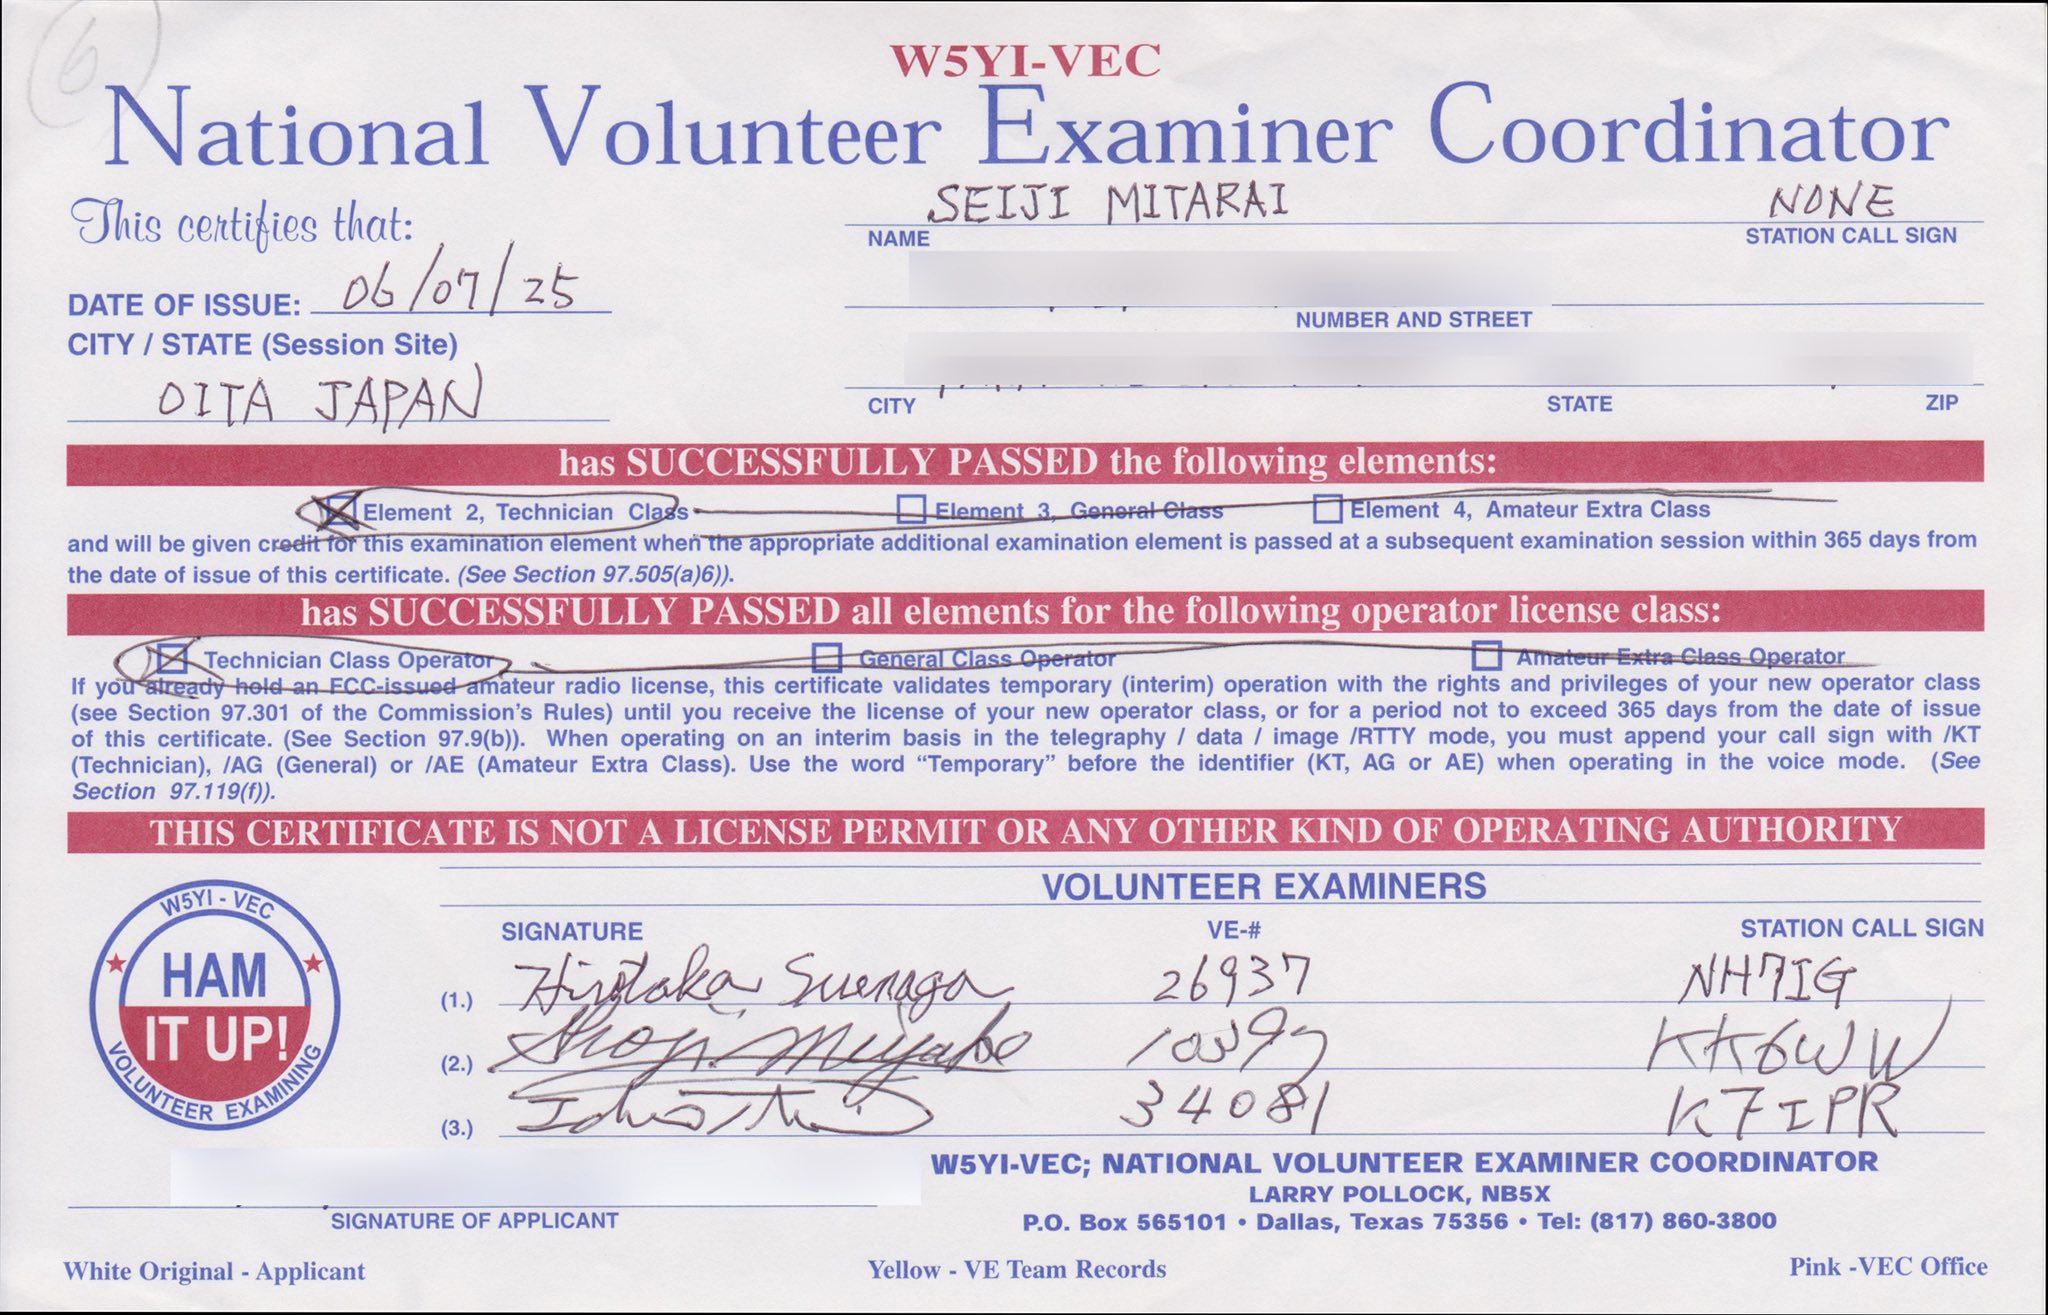 6
W5YI-VEC
National Volunteer Examiner Coordinator
This certifies that:
SEIJI MITARAI NONE
NAME STATION CALL SIGN
DATE OF ISSUE: 06/07/25
NUMBER AND STREET
CITY / STATE (Session Site)
OITA JAPAN
CITY STATE ZIP
has SUCCESSFULLY PASSED the following elements:
Element 2, Technician Class Element 3, General Class Element 4, Amateur Extra Class
and will be given credit for this examination element when the appropriate additional examination element is passed at a subsequent examination session within 365 days from
the date of issue of this certificate. (See Section 97.505(a)6)).
has SUCCESSFULLY PASSED all elements for the following operator license class:
Technician Class Operator General Class Operator Amateur Extra Class Operator
If you already hold an FCC-issued amateur radio license, this certificate validates temporary (interim) operation with the rights and privileges of your new operator class
(see Section 97.301 of the Commission's Rules) until you receive the license of your new operator class, or for a period not to exceed 365 days from the date of issue
of this certificate. (See Section 97.9(b)). When operating on an interim basis in the telegraphy / data / image /RTTY mode, you must append your call sign with /KT
(Technician), /AG (General) or /AE (Amateur Extra Class). Use the word “Temporary” before the identifier (KT, AG or AE) when operating in the voice mode. (See
Section 97.119(f)).
THIS CERTIFICATE IS NOT A LICENSE PERMIT OR ANY OTHER KIND OF OPERATING AUTHORITY
VOLUNTEER EXAMINERS
SIGNATURE VE-# STATION CALL SIGN
(1.) Hirotaka Suenaga 26937 NH7IG
(2.) Shoji Miyake KK6WW
(3.) 34081 K7IPR
W5YI - VEC
HAM
IT UP!
VOLUNTEER EXAMINING
W5YI-VEC; NATIONAL VOLUNTEER EXAMINER COORDINATOR
LARRY POLLOCK, NB5X
SIGNATURE OF APPLICANT
P.O. Box 565101 • Dallas, Texas 75356 • Tel: (817) 860-3800
White Original - Applicant Yellow - VE Team Records Pink -VEC Office